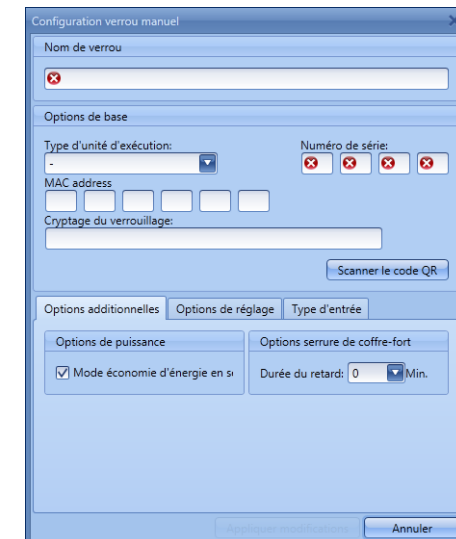 Configuration verrou manuel
Nom de verrou
Options de base
Type d'unité d'exécution:
Numéro de série:
-
MAC address
Cryptage du verrouillage:
Scanner le code QR
Options additionnelles Options de réglage Type d'entrée
Options de puissance
Options serrure de coffre-fort
Mode économie d'énergie en se
Durée du retard: 0 Min.
Appliquer modifications Annuler